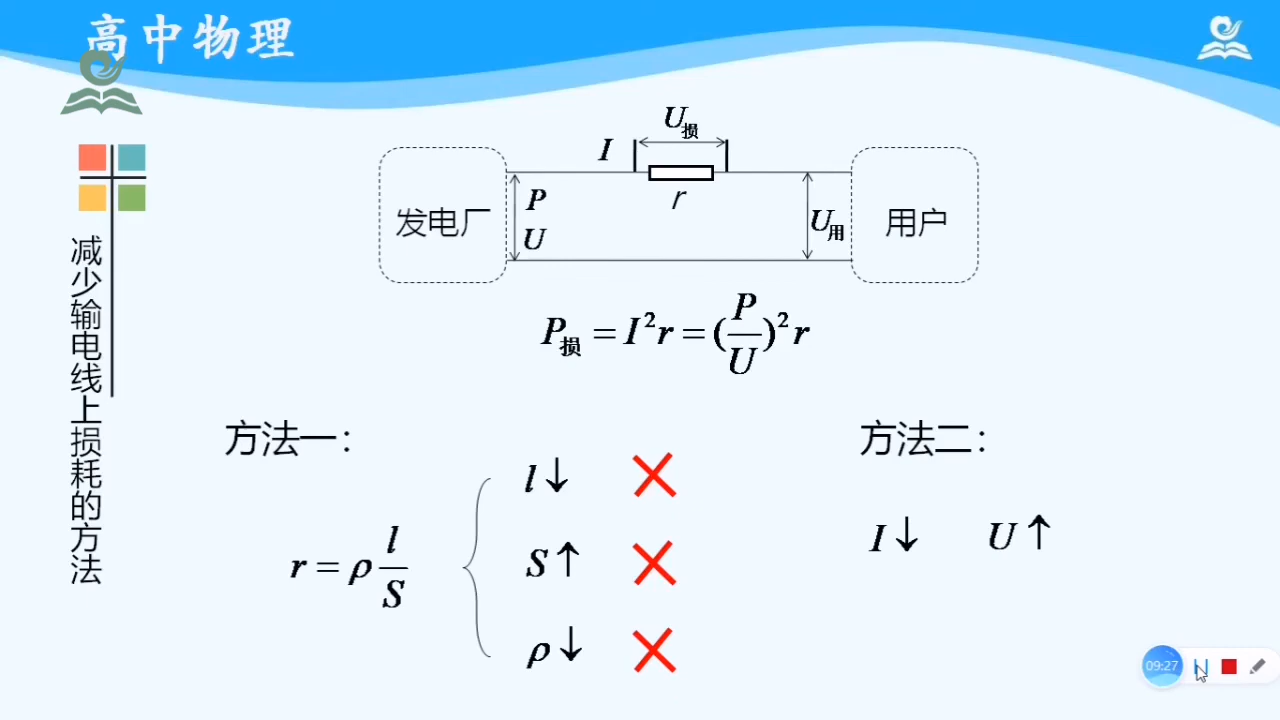 高中物理
减少输电线上损耗的方法
U损
I
r
发电厂
P
U
U用
用户
P损 = I²r = (P/U)²r
方法一：
方法二：
r = ρ l/S
l↓
S↑
ρ↓
I↓ U↑
09:27